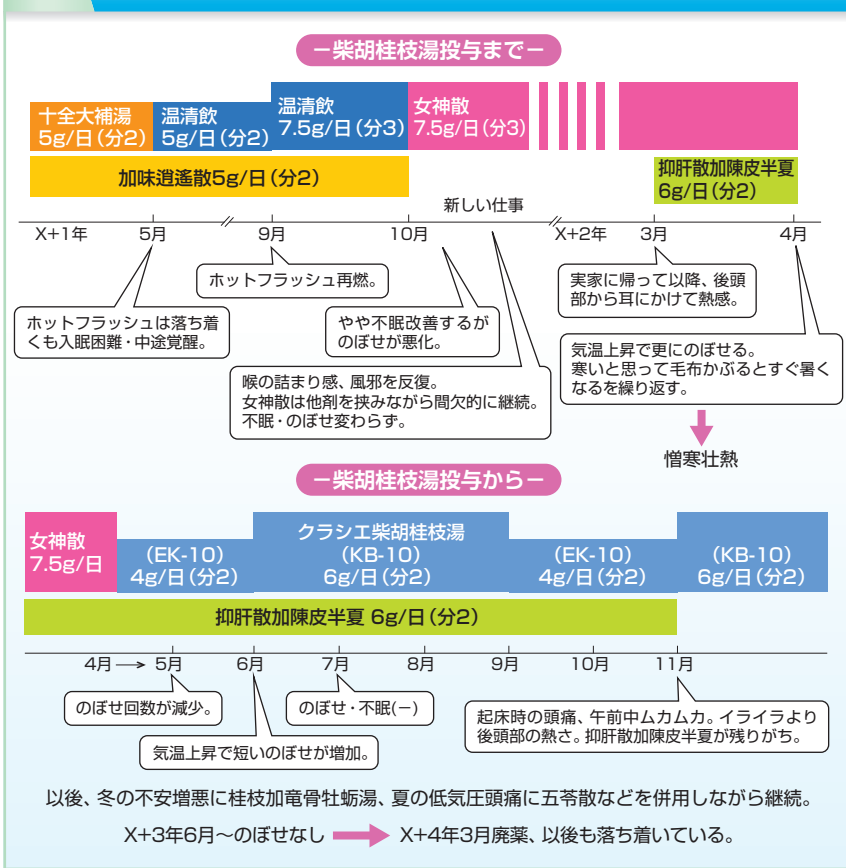 －柴胡桂枝湯投与まで－
十全大補湯
5g/日(分2)
温清飲
5g/日(分2)
温清飲
7.5g/日(分3)
女神散
7.5g/日(分3)
加味逍遙散5g/日(分2)
抑肝散加陳皮半夏
6g/日(分2)
新しい仕事
X+1年
5月
9月
10月
X+2年
3月
4月
ホットフラッシュは落ち着
くも入眠困難・中途覚醒。
ホットフラッシュ再燃。
やや不眠改善するが
のぼせが悪化。
喉の詰まり感、風邪を反復。
女神散は他剤を挟みながら間欠的に継続。
不眠・のぼせ変わらず。
実家に帰って以降、後頭
部から耳にかけて熱感。
気温上昇で更にのぼせる。
寒いと思って毛布かぶるとすぐ暑く
なるを繰り返す。
憎寒壮熱
－柴胡桂枝湯投与から－
女神散
7.5g/日
(EK-10)
4g/日(分2)
クラシエ柴胡桂枝湯
(KB-10)
6g/日(分2)
(EK-10)
4g/日(分2)
(KB-10)
6g/日(分2)
抑肝散加陳皮半夏 6g/日(分2)
4月
5月
6月
7月
8月
9月
10月
11月
のぼせ回数が減少。
気温上昇で短いのぼせが増加。
のぼせ・不眠(－)
起床時の頭痛、午前中ムカムカ。イライラより
後頭部の熱さ。抑肝散加陳皮半夏が残りがち。
以後、冬の不安増悪に桂枝加竜骨牡蛎湯、夏の低気圧頭痛に五苓散などを併用しながら継続。
X+3年6月～のぼせなし X+4年3月廃薬、以後も落ち着いている。